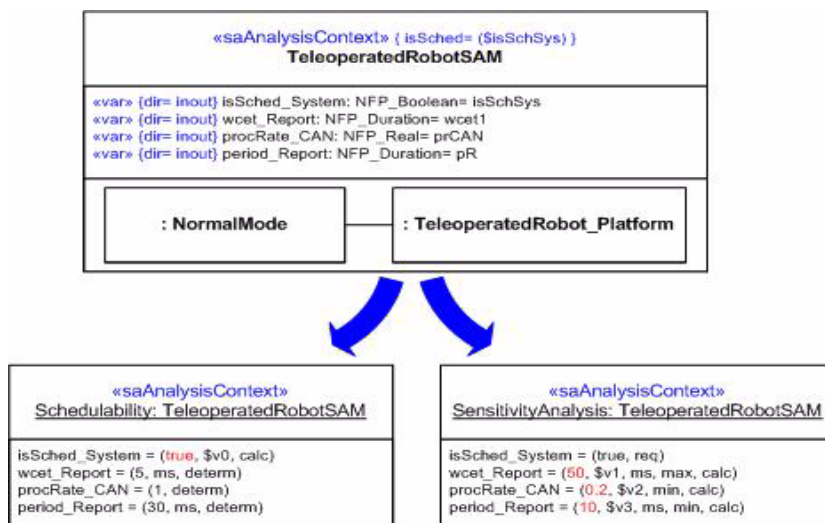 «saAnalysisContext» { isSched= ($isSchSys) }
TeleoperatedRobotSAM
«var» {dir= inout} isSched_System: NFP_Boolean= isSchSys
«var» {dir= inout} wcet_Report: NFP_Duration= wcet1
«var» {dir= inout} procRate_CAN: NFP_Real= prCAN
«var» {dir= inout} period_Report: NFP_Duration= pR
: NormalMode
: TeleoperatedRobot_Platform
«saAnalysisContext»
Schedulability: TeleoperatedRobotSAM
isSched_System = (true, $v0, calc)
wcet_Report = (5, ms, determ)
procRate_CAN = (1, determ)
period_Report = (30, ms, determ)
«saAnalysisContext»
SensitivityAnalysis: TeleoperatedRobotSAM
isSched_System = (true, req)
wcet_Report = (50, $v1, ms, max, calc)
procRate_CAN = (0.2, $v2, min, calc)
period_Report = (10, $v3, ms, min, calc)